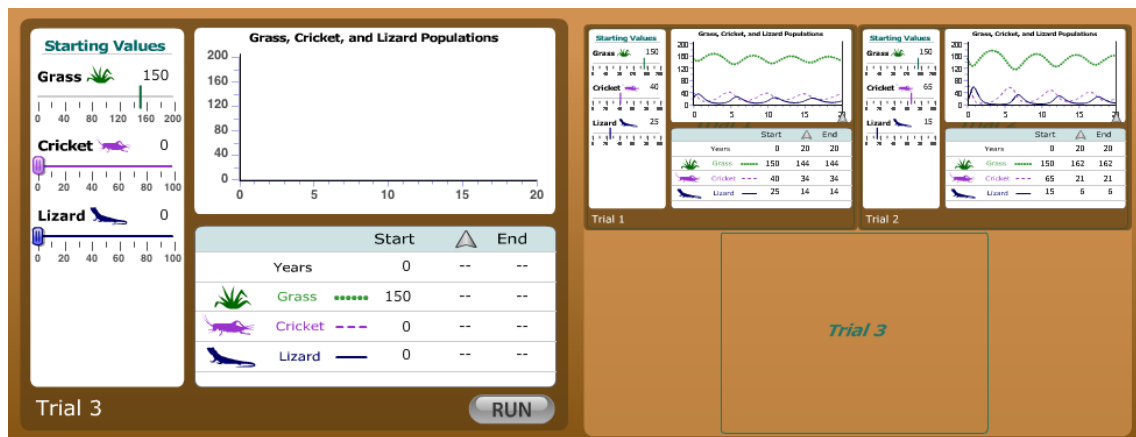 Starting Values
Grass 150
0 40 80 120 160 200
Cricket 0
0 20 40 60 80 100
Lizard 0
0 20 40 60 80 100
Grass, Cricket, and Lizard Populations
200
160
120
80
40
0
0 5 10 15 20
Start End
Years 0 -- --
Grass 150 -- --
Cricket 0 -- --
Lizard 0 -- --
Trial 3
RUN
Starting Values
Grass 150
Cricket 40
Lizard 25
Grass, Cricket, and Lizard Populations
200
160
120
80
40
0
0 5 10 15
Start End
Years 0 20 20
Grass 150 144 144
Cricket 40 34 34
Lizard 25 14 14
Trial 1
Starting Values
Grass 150
Cricket 65
Lizard 15
Grass, Cricket, and Lizard Populations
200
160
120
80
40
0
0 5 10 15
Start End
Years 0 20 20
Grass 150 162 162
Cricket 65 21 21
Lizard 15 6 6
Trial 2
Trial 3